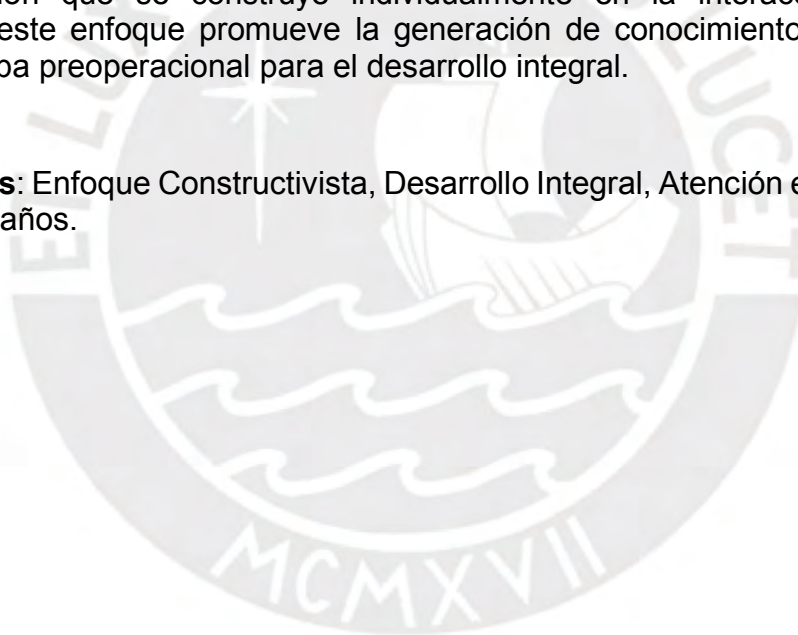 que se construye individualmente en la
este enfoque promueve la generación de conocimiento
pa preoperacional para el desarrollo integral.
s: Enfoque Constructivista, Desarrollo Integral, Atención e
años.
MCMXVII